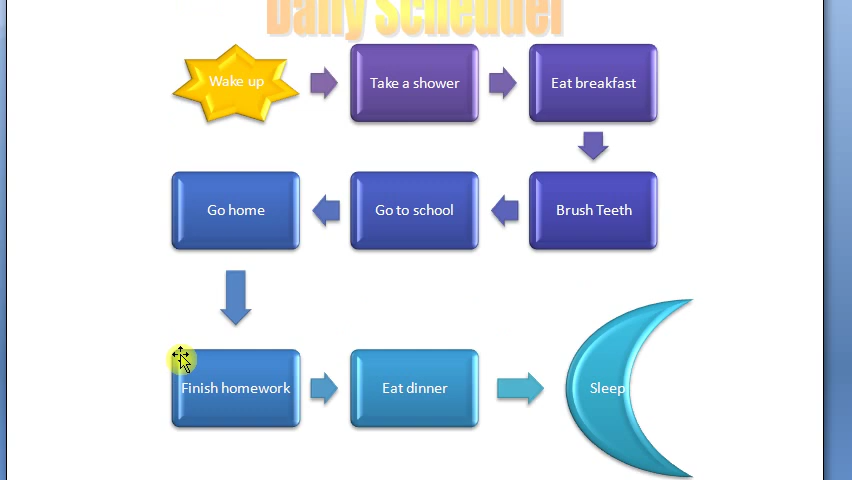 Daily
Wake up
Take a shower
Eat breakfast
Brush Teeth
Go to school
Go home
Finish homework
Eat dinner
Sleep